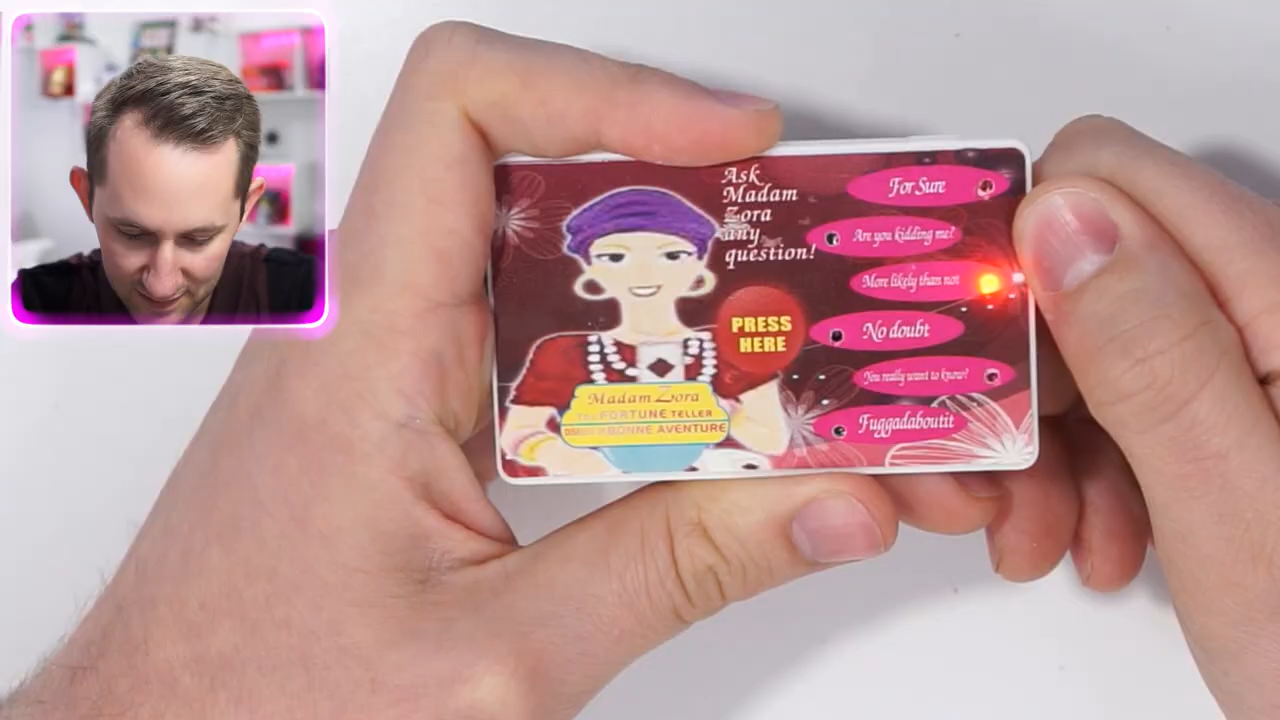 Ask
Madam
Zora
any
question!
PRESS
HERE
For Sure
Are you kidding me?
More likely than not
No doubt
You really want to know?
Fuggadaboutit
Madam Zora
FORTUNE TELLER
BONNE AVENTURE